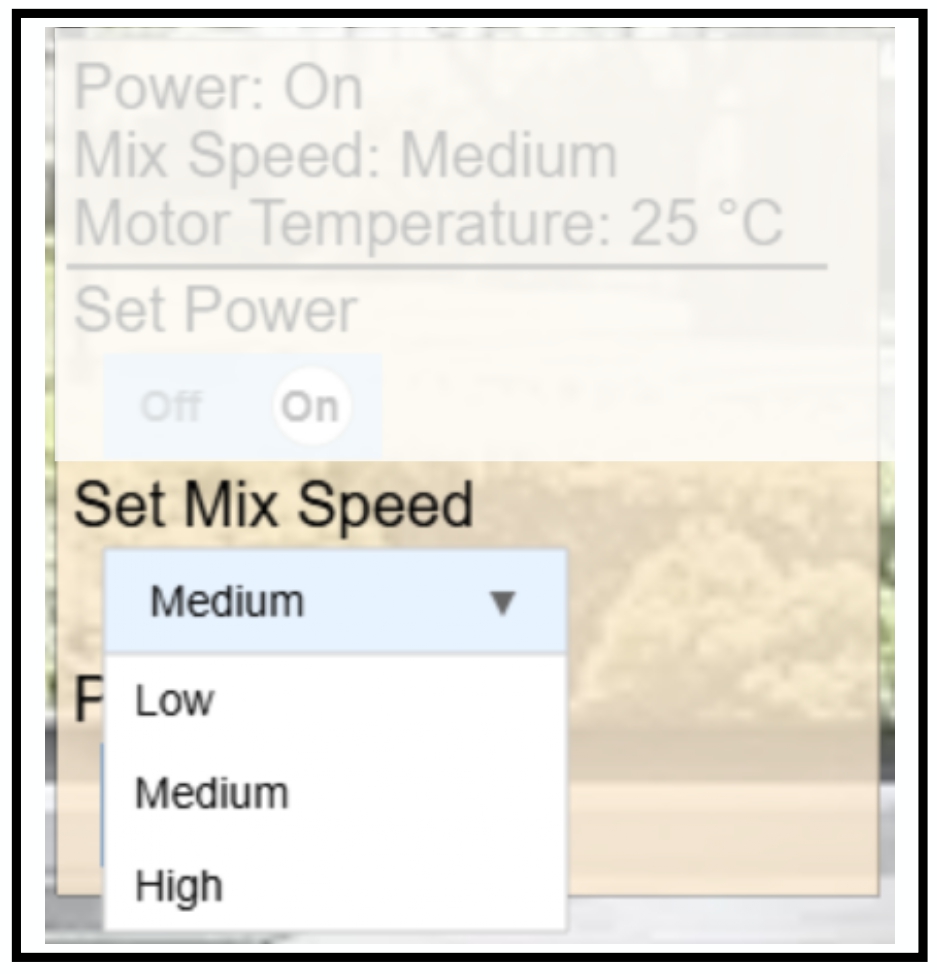 Power: On
Mix Speed: Medium
Motor Temperature: 25 °C
Set Power
Off On
Set Mix Speed
Medium ▼
Low
Medium
High